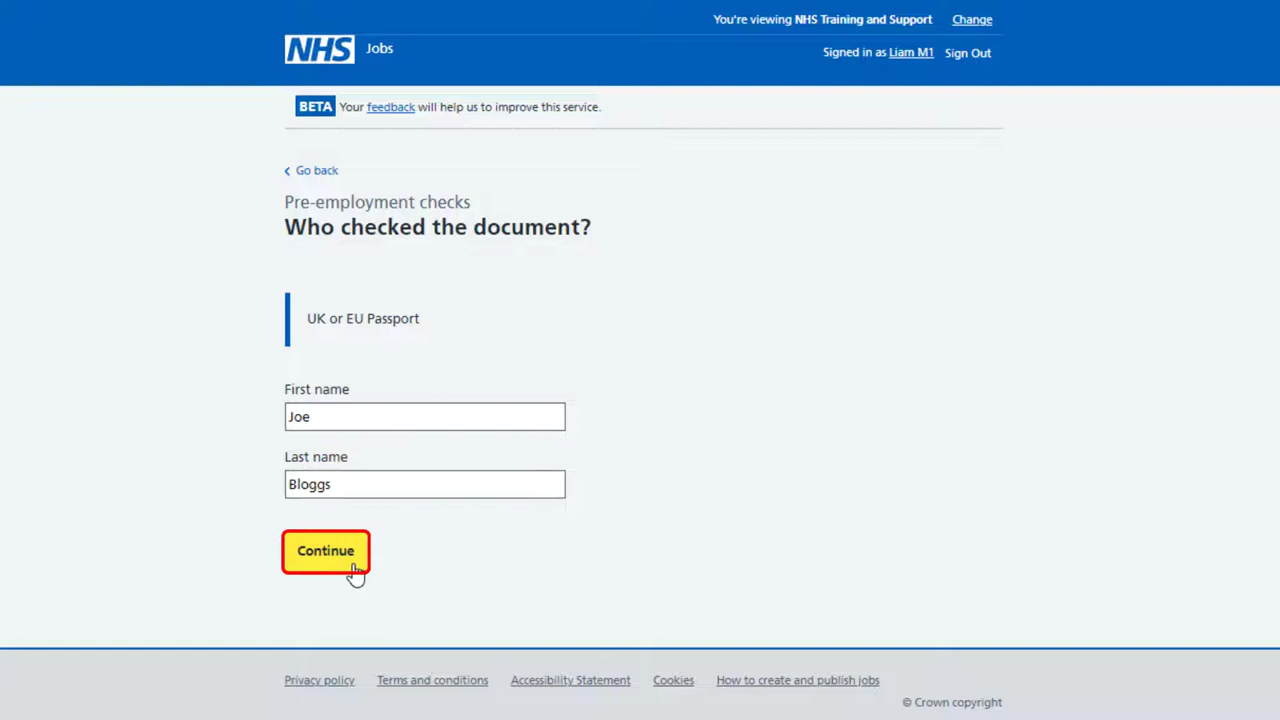 You're viewing NHS Training and Support Change
NHS Jobs
Signed in as Liam M1 Sign Out
BETA Your feedback will help us to improve this service.
Go back
Pre-employment checks
Who checked the document?
UK or EU Passport
First name
Joe
Last name
Bloggs
Continue
Privacy policy Terms and conditions Accessibility Statement Cookies How to create and publish jobs
© Crown copyright